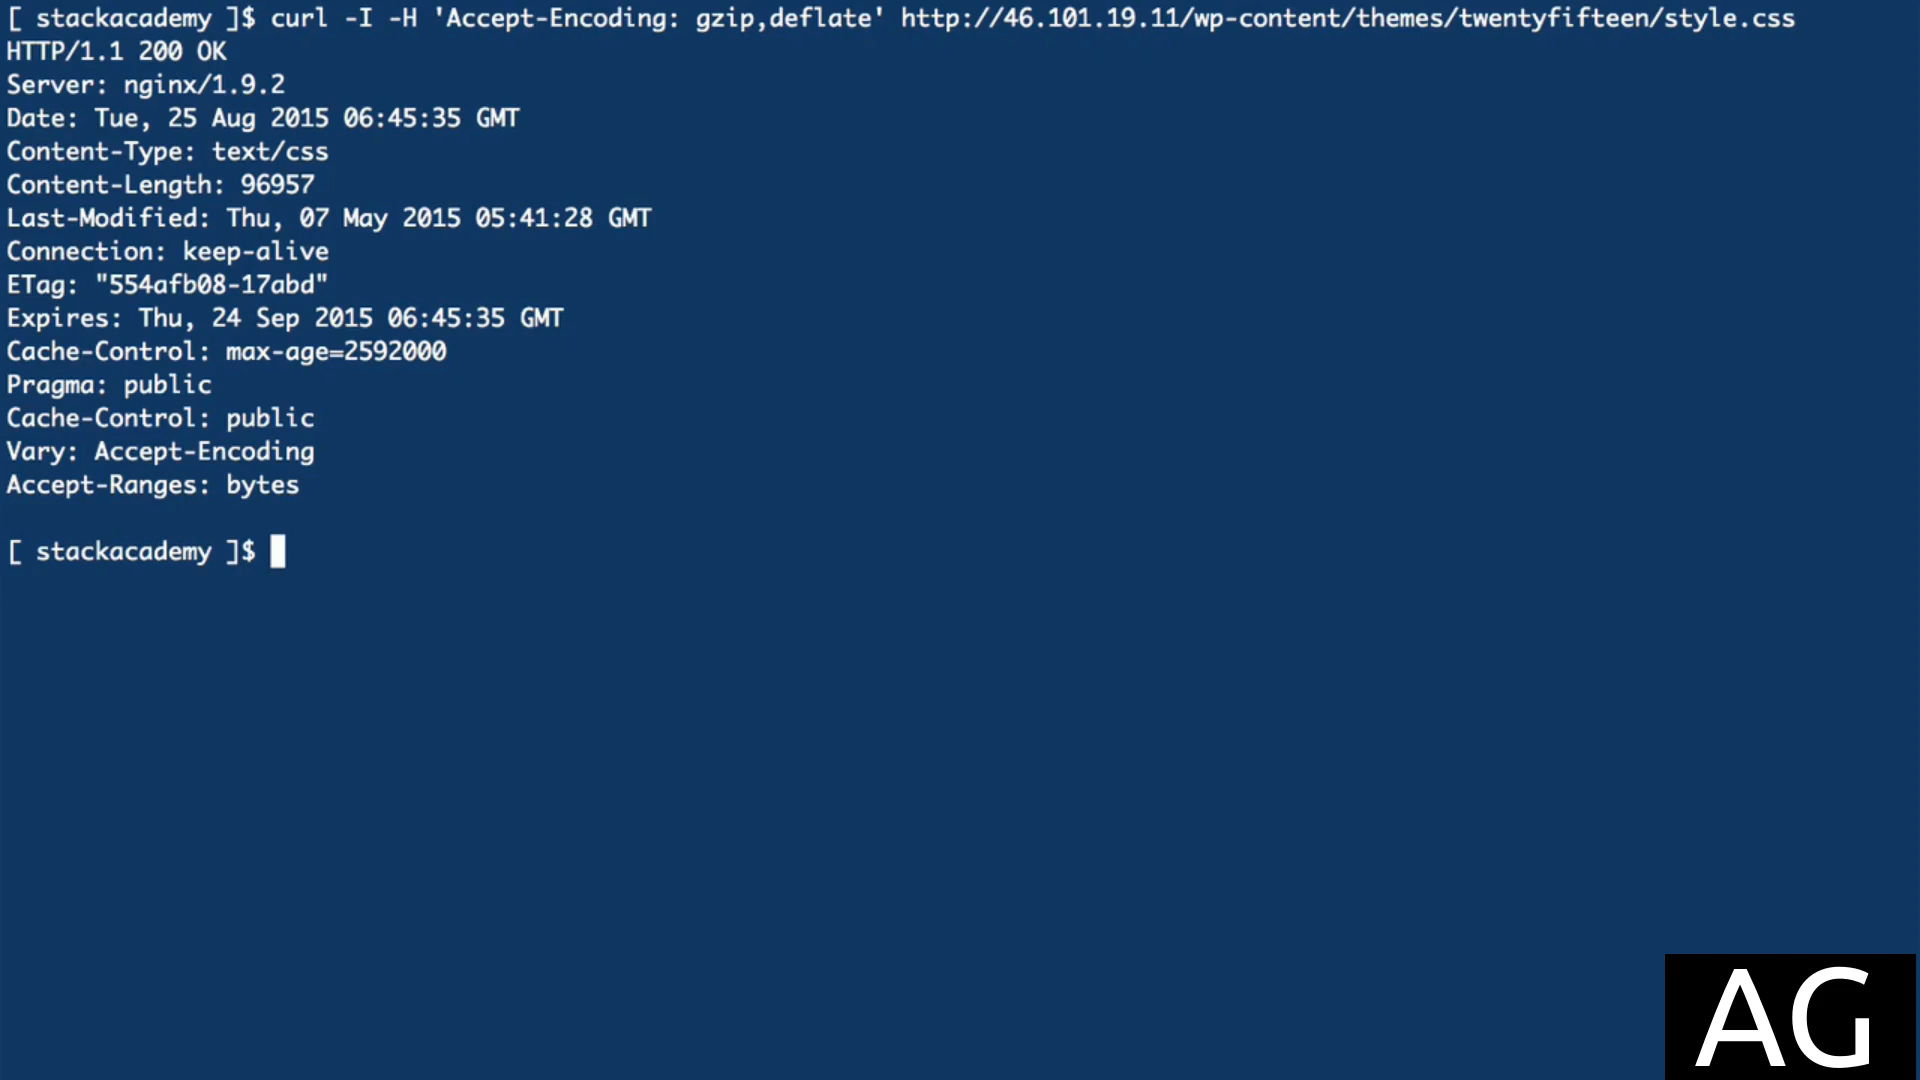 [ stackacademy ]$ curl -I -H 'Accept-Encoding: gzip,deflate' http://46.101.19.11/wp-content/themes/twentyfifteen/style.css
HTTP/1.1 200 OK
Server: nginx/1.9.2
Date: Tue, 25 Aug 2015 06:45:35 GMT
Content-Type: text/css
Content-Length: 96957
Last-Modified: Thu, 07 May 2015 05:41:28 GMT
Connection: keep-alive
ETag: "554afb08-17abd"
Expires: Thu, 24 Sep 2015 06:45:35 GMT
Cache-Control: max-age=2592000
Pragma: public
Cache-Control: public
Vary: Accept-Encoding
Accept-Ranges: bytes
[ stackacademy ]$
AG